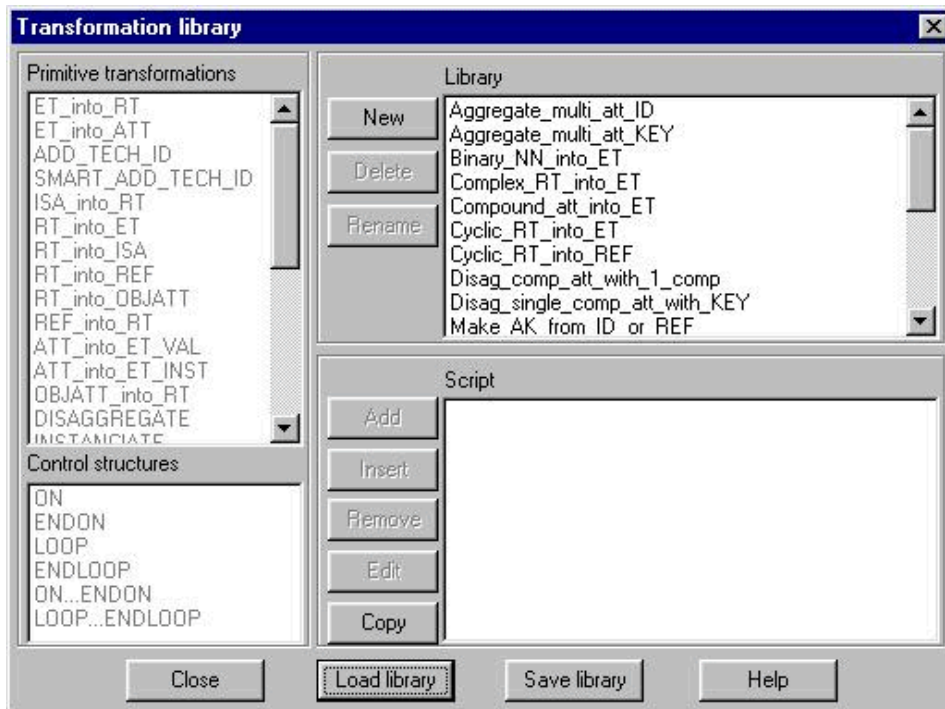 Transformation library
Primitive transformations
ET_into_RT
ET_into_ATT
ADD_TECH_ID
SMART_ADD_TECH_ID
ISA_into_RT
RT_into_ET
RT_into_ISA
RT_into_REF
RT_into_OBJATT
REF_into_RT
ATT_into_ET_VAL
ATT_into_ET_INST
OBJATT_into_RT
DISAGGREGATE
INSTANCIATE
Control structures
ON
ENDON
LOOP
ENDLOOP
ON...ENDON
LOOP...ENDLOOP
Library
New
Delete
Rename
Aggregate_multi_att_ID
Aggregate_multi_att_KEY
Binary_NN_into_ET
Complex_RT_into_ET
Compound_att_into_ET
Cyclic_RT_into_ET
Cyclic_RT_into_REF
Disag_comp_att_with_1_comp
Disag_single_comp_att_with_KEY
Make_AK_from_ID_or_REF
Script
Add
Insert
Remove
Edit
Copy
Close
Load library
Save library
Help